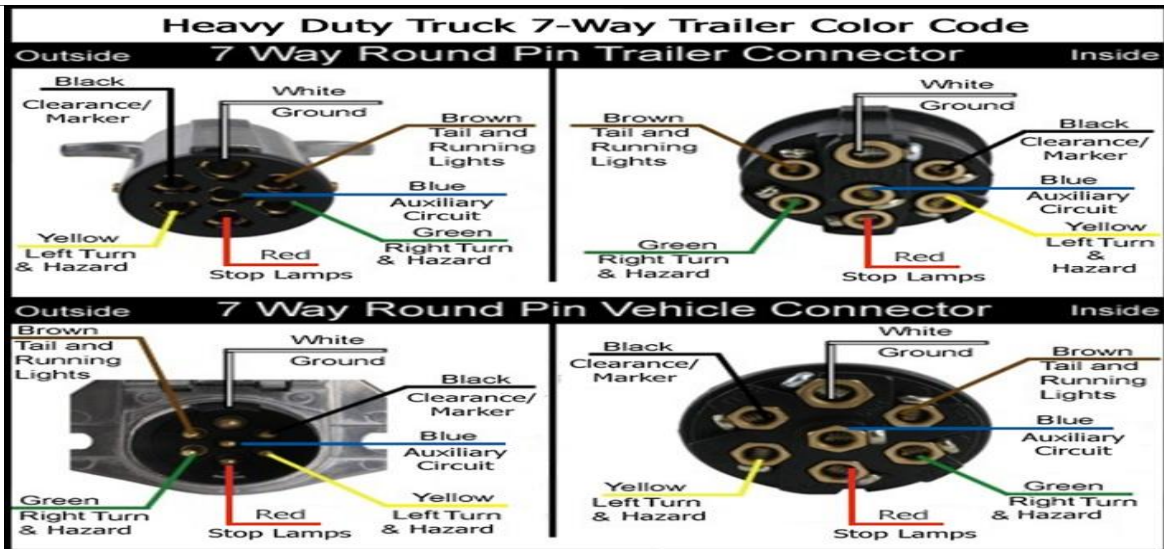 Heavy Duty Truck 7-Way Trailer Color Code
Outside 7 Way Round Pin Trailer Connector Inside
Black
Clearance/
Marker
White
Ground
Brown
Tail and
Running
Lights
Blue
Auxiliary
Circuit
Green
Right Turn
& Hazard
Yellow
Left Turn
& Hazard
Red
Stop Lamps
Brown
Tail and
Running
Lights
White
Ground
Black
Clearance/
Marker
Blue
Auxiliary
Circuit
Yellow
Left Turn
&
Hazard
Green
Right Turn
& Hazard
Red
Stop Lamps
Outside 7 Way Round Pin Vehicle Connector Inside
Brown
Tail and
Running
Lights
White
Ground
Black
Clearance/
Marker
Blue
Auxiliary
Circuit
Green
Right Turn
& Hazard
Red
Stop Lamps
Yellow
Left Turn
& Hazard
Black
Clearance/
Marker
White
Ground
Brown
Tail and
Running
Lights
Blue
Auxiliary
Circuit
Yellow
Left Turn
& Hazard
Red
Stop Lamps
Green
Right Turn
& Hazard